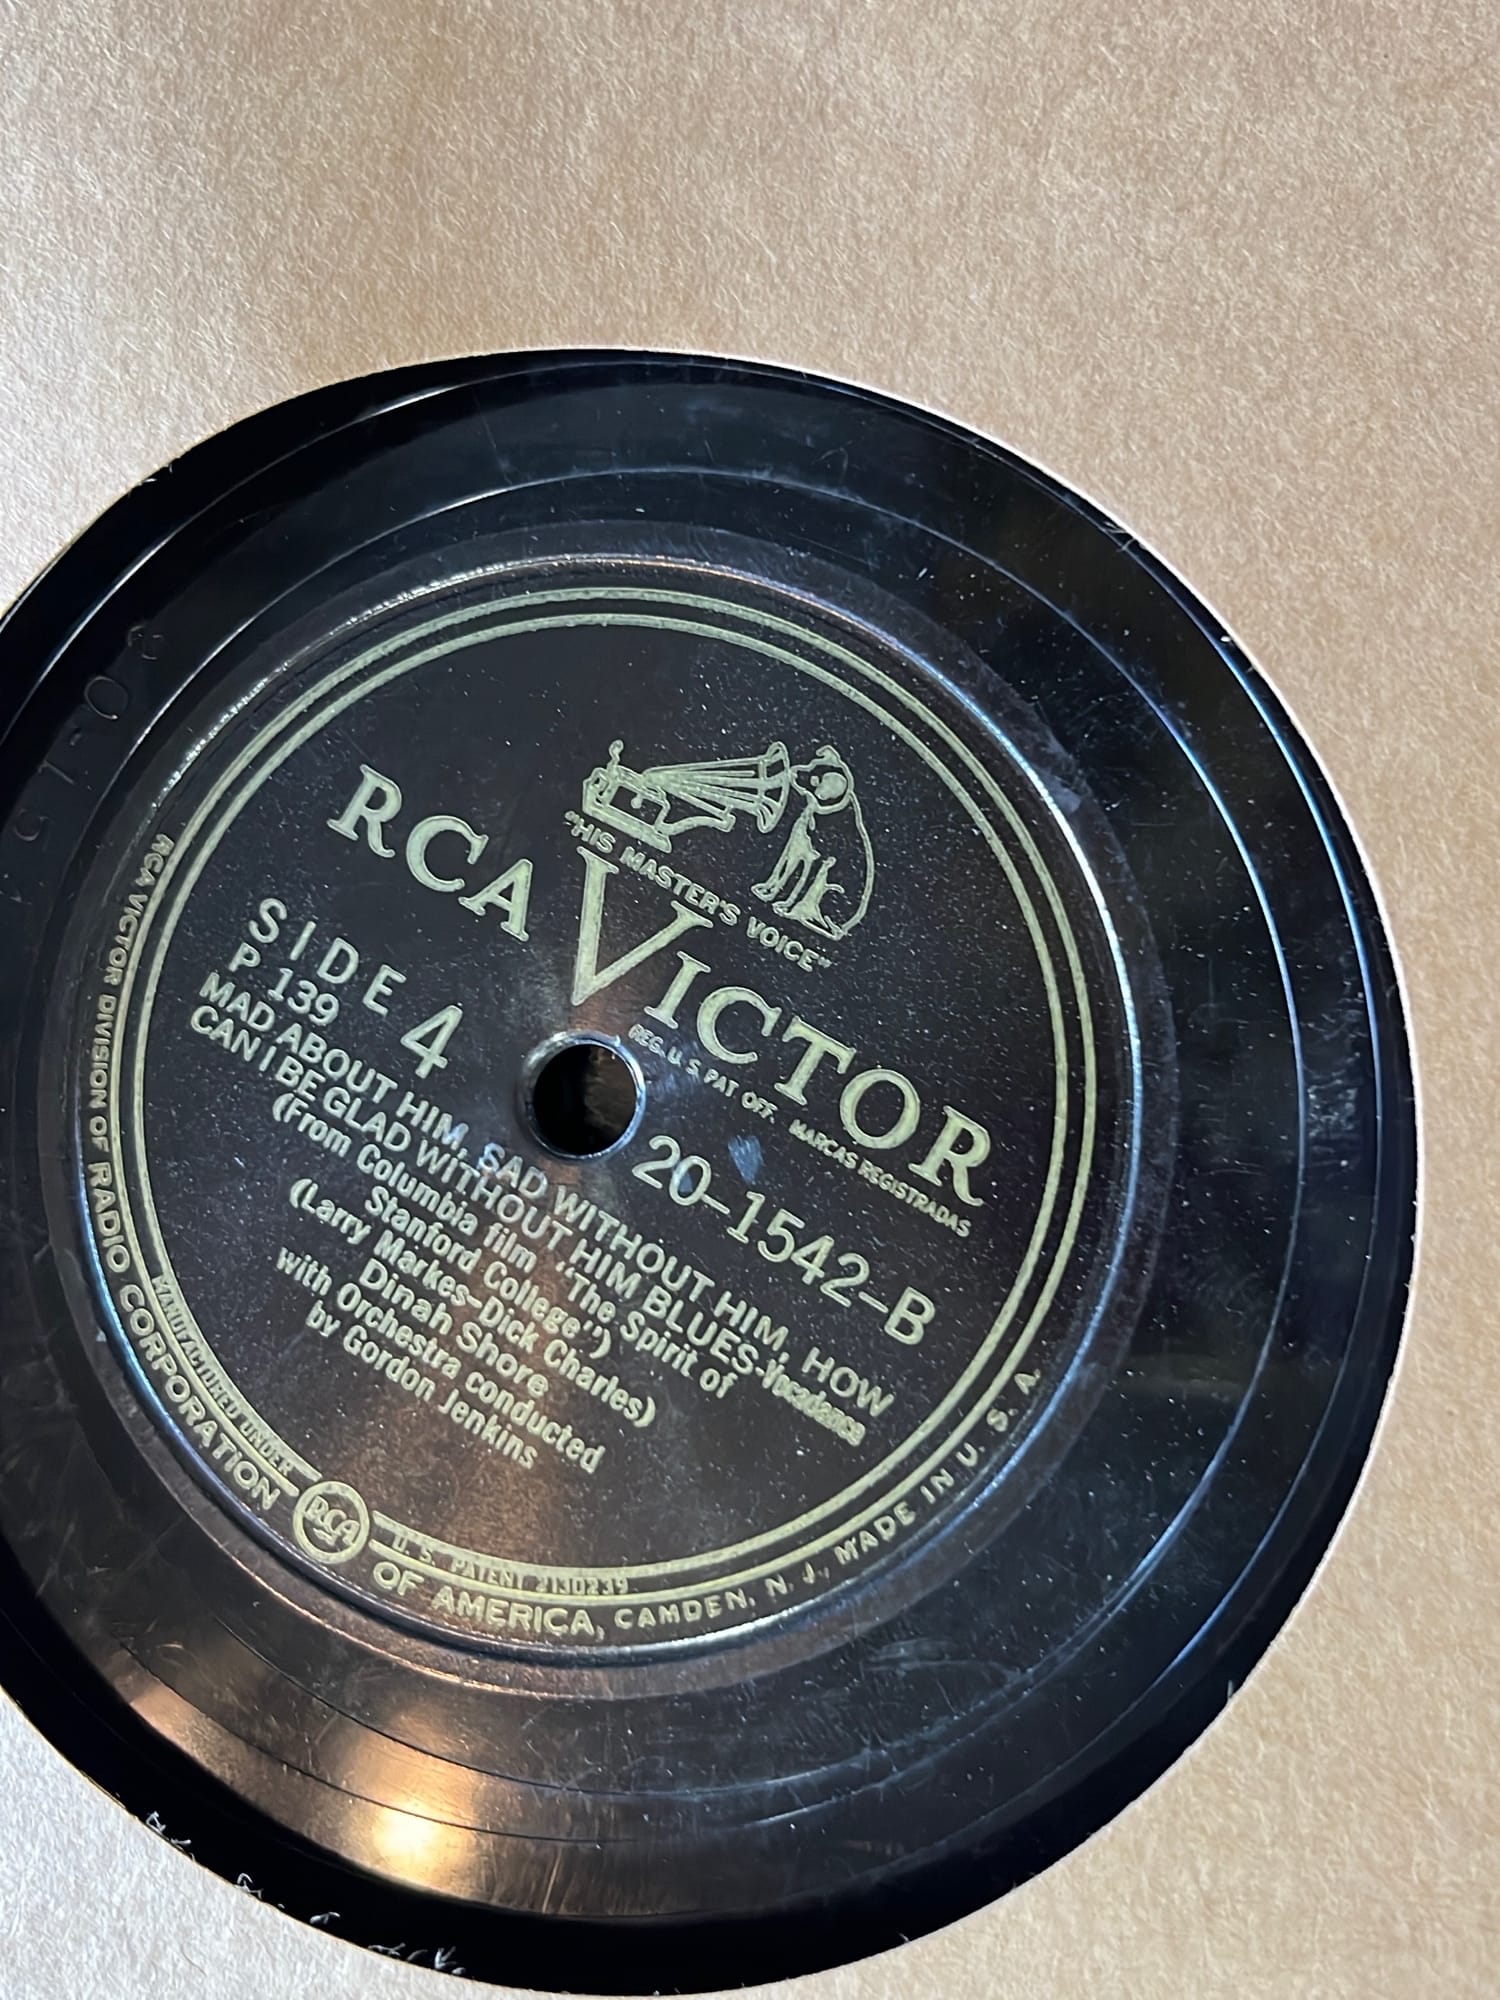 "HIS MASTER'S VOICE"
RCA VICTOR
REG. U. S. PAT. OFF. MARCAS REGISTRADAS
SIDE 4
P 139
20-1542-B
MAD ABOUT HIM, SAD WITHOUT HIM, HOW
CAN I BE GLAD WITHOUT HIM BLUES-Vocadance
(From Columbia film "The Spirit of
Stanford College")
(Larry Markes-Dick Charles)
Dinah Shore
with Orchestra conducted
by Gordon Jenkins
MANUFACTURED UNDER RCA U. S. PATENT 2130239
RCA VICTOR DIVISION OF RADIO CORPORATION OF AMERICA, CAMDEN, N. J., MADE IN U. S. A.